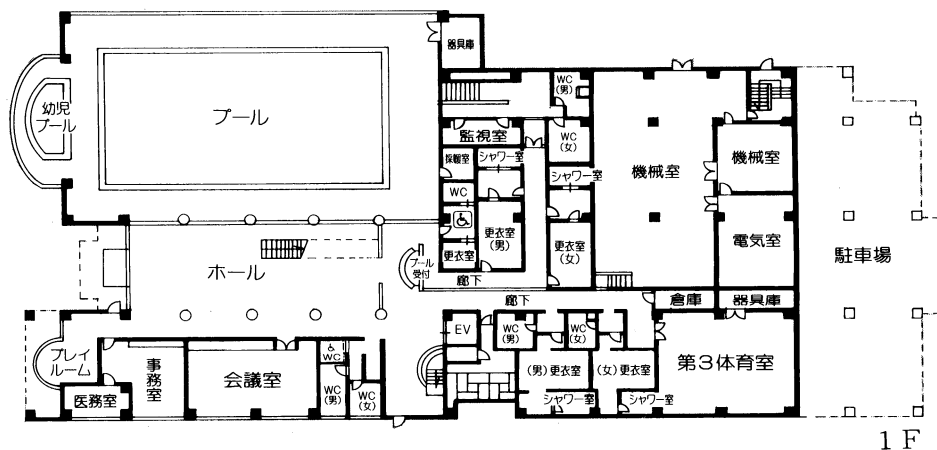 器具庫
幼児
プール
プール
WC
(男)
監視室
WC
(女)
採暖室
シャワー室
機械室
機械室
シャワー室
WC
更衣室
(男)
更衣室
(女)
電気室
更衣室
ホール
プール
受付
駐車場
廊下
廊下
倉庫
器具庫
EV
WC
(男)
WC
(女)
プレイ
ルーム
事務室
会議室
WC
(男)更衣室
(女)更衣室
第3体育室
医務室
WC
(男)
WC
(女)
シャワー室
シャワー室
1F